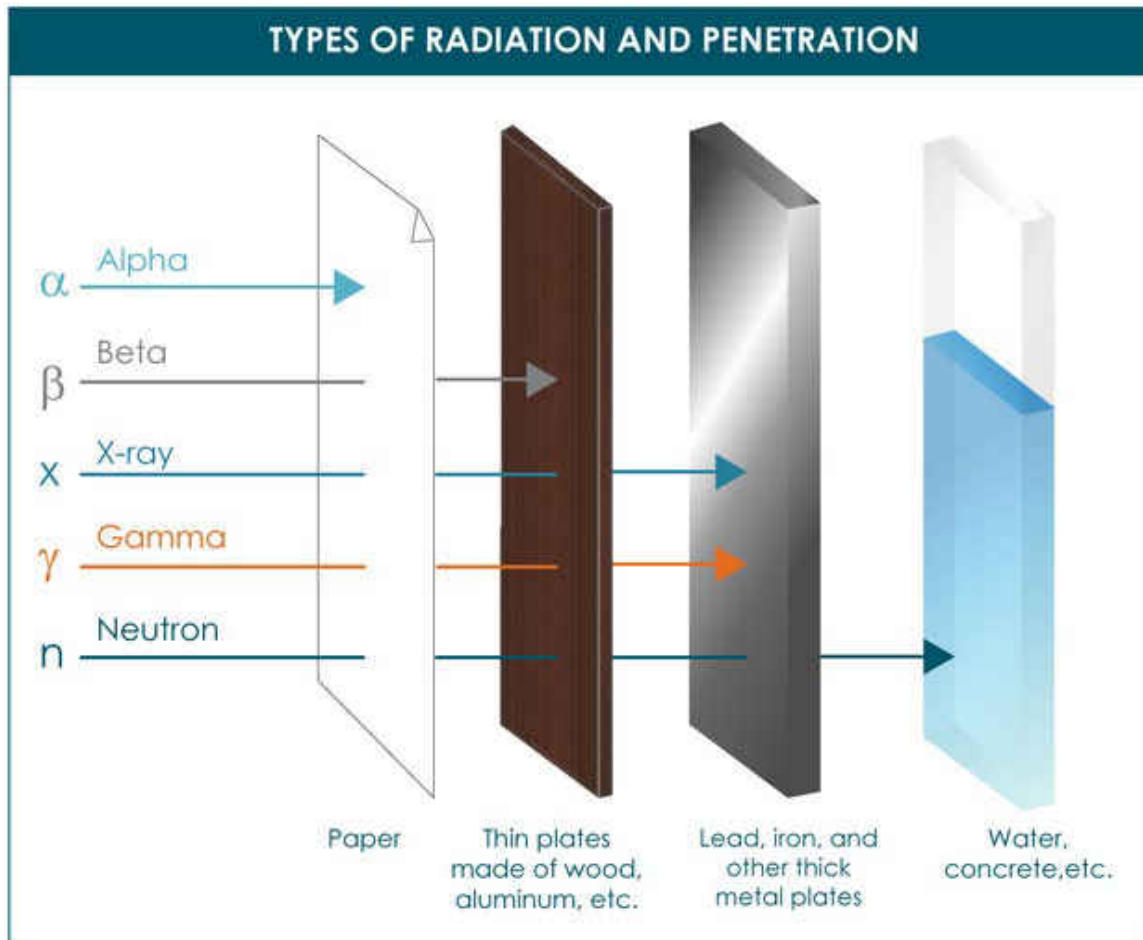 TYPES OF RADIATION AND PENETRATION
α Alpha
β Beta
x X-ray
γ Gamma
n Neutron
Paper
Thin plates
made of wood,
aluminum, etc.
Lead, iron, and
other thick
metal plates
Water,
concrete,etc.